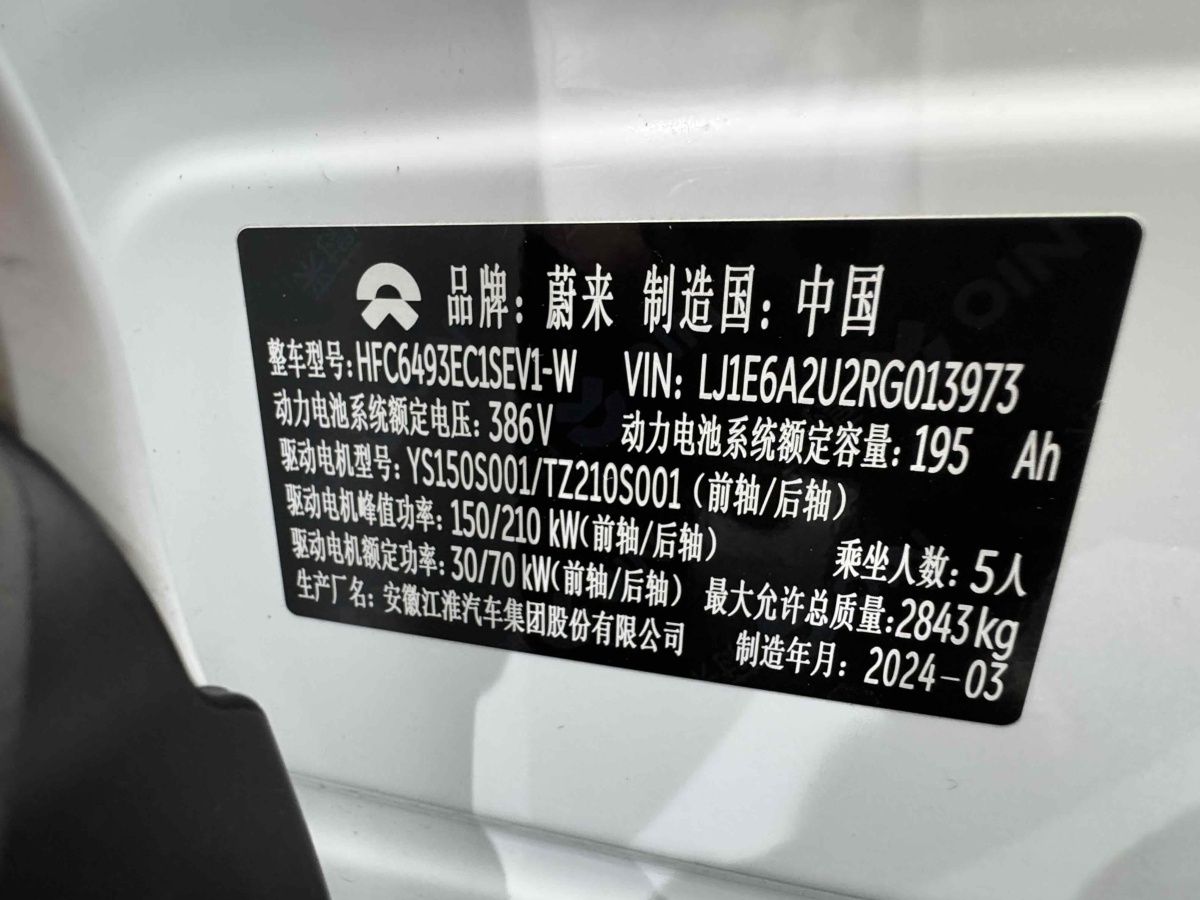 品牌：蔚来 制造国：中国
整车型号：HFC6493EC1SEV1-W VIN：LJ1E6A2U2RG013973
动力电池系统额定电压：386V 动力电池系统额定容量：195 Ah
驱动电机型号：YS150S001/TZ210S001（前轴/后轴）
驱动电机峰值功率：150/210 kW（前轴/后轴） 乘坐人数：5人
驱动电机额定功率：30/70 kW（前轴/后轴） 最大允许总质量：2843kg
生产厂名：安徽江淮汽车集团股份有限公司 制造年月：2024-03